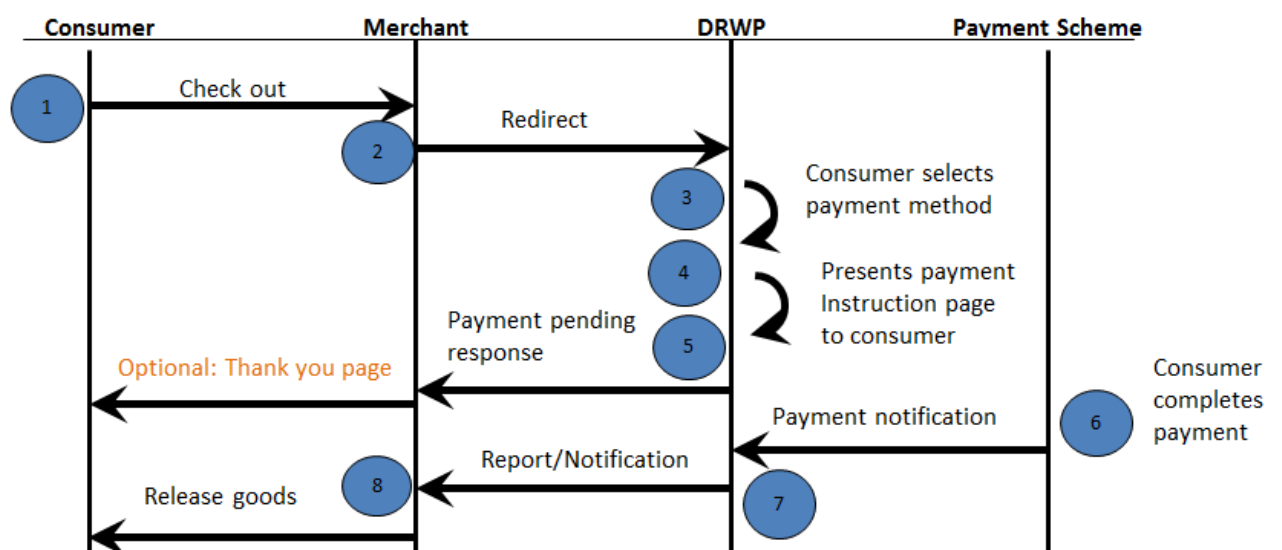 Consumer
Merchant
DRWP
Payment Scheme
1
Check out
2
Redirect
3
Consumer selects
payment method
4
Presents payment
Instruction page
to consumer
5
Payment pending
response
Optional: Thank you page
6
Consumer
completes
payment
Payment notification
7
Report/Notification
8
Release goods